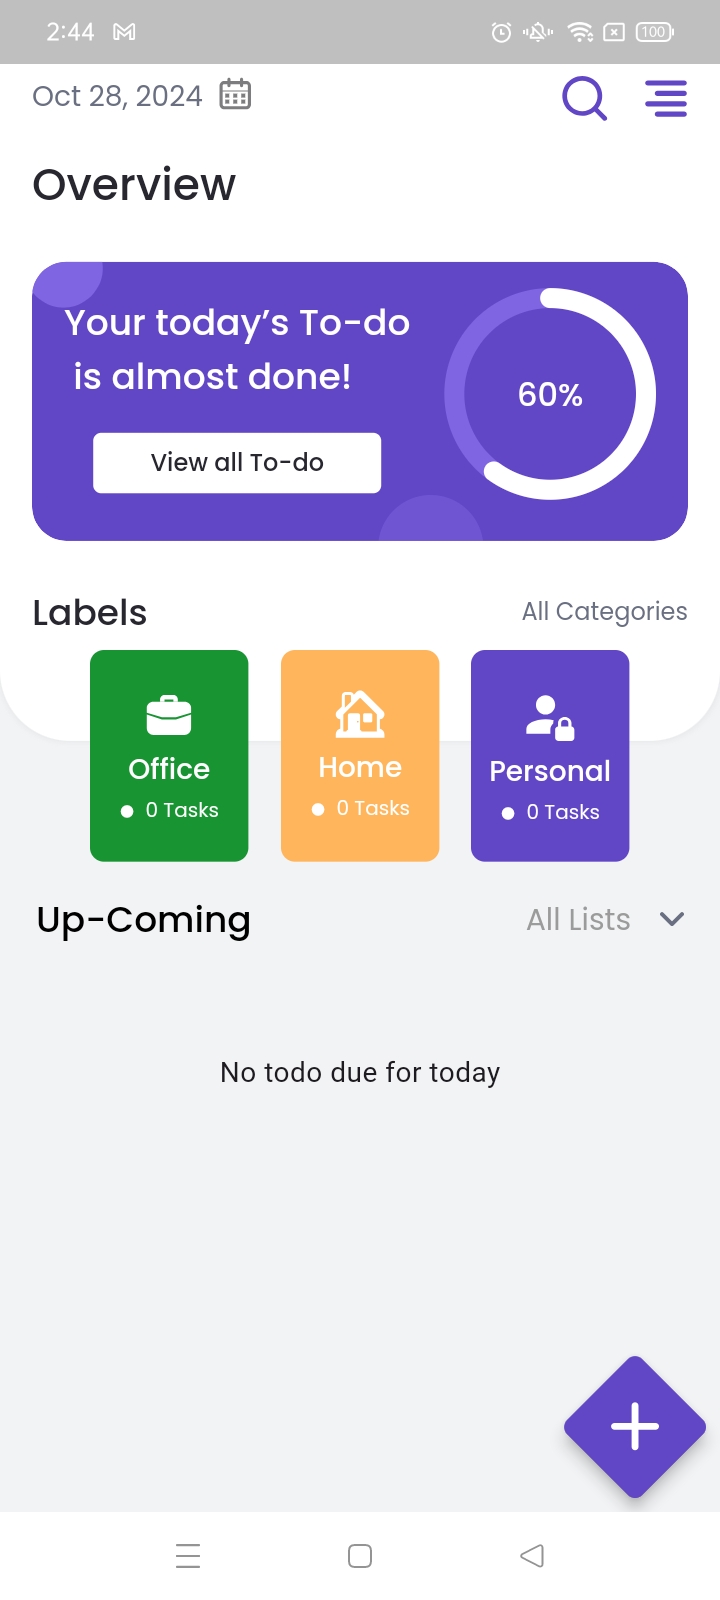 2:44
100
Oct 28, 2024
Overview
Your today’s To-do
is almost done!
60%
View all To-do
Labels
All Categories
Office
0 Tasks
Home
0 Tasks
Personal
0 Tasks
Up-Coming
All Lists
No todo due for today